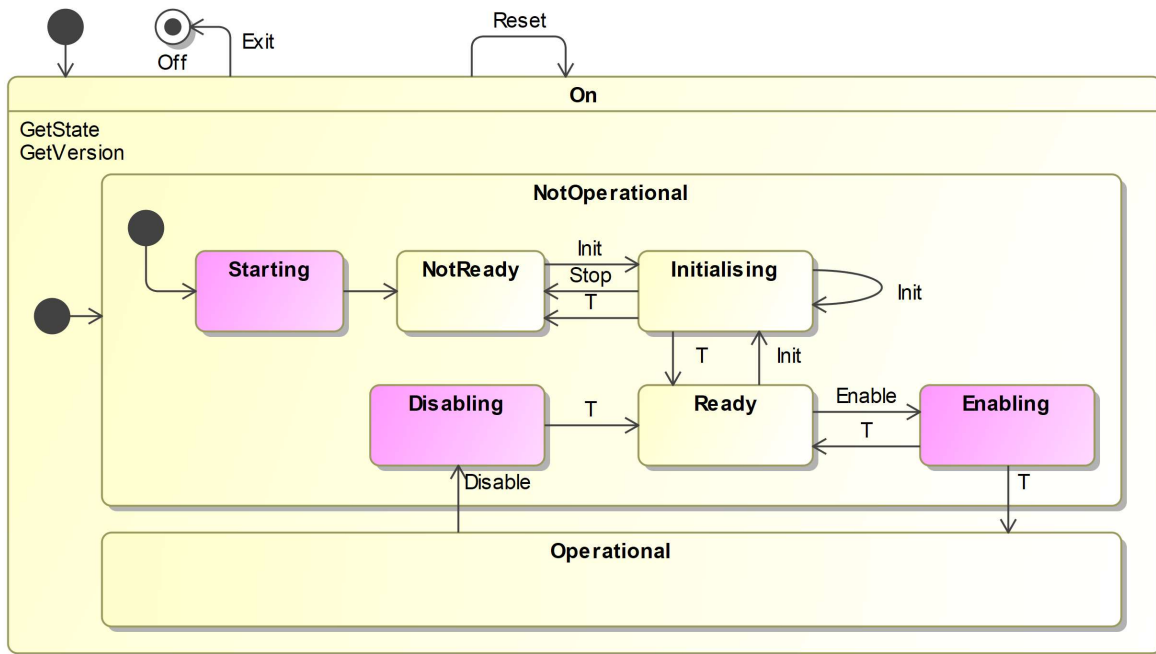 Reset
Exit
Off
On
GetState
GetVersion
NotOperational
Starting
NotReady
Init
Stop
T
Initialising
Init
T
Init
Disabling
T
Ready
Enable
T
Enabling
Disable
T
Operational